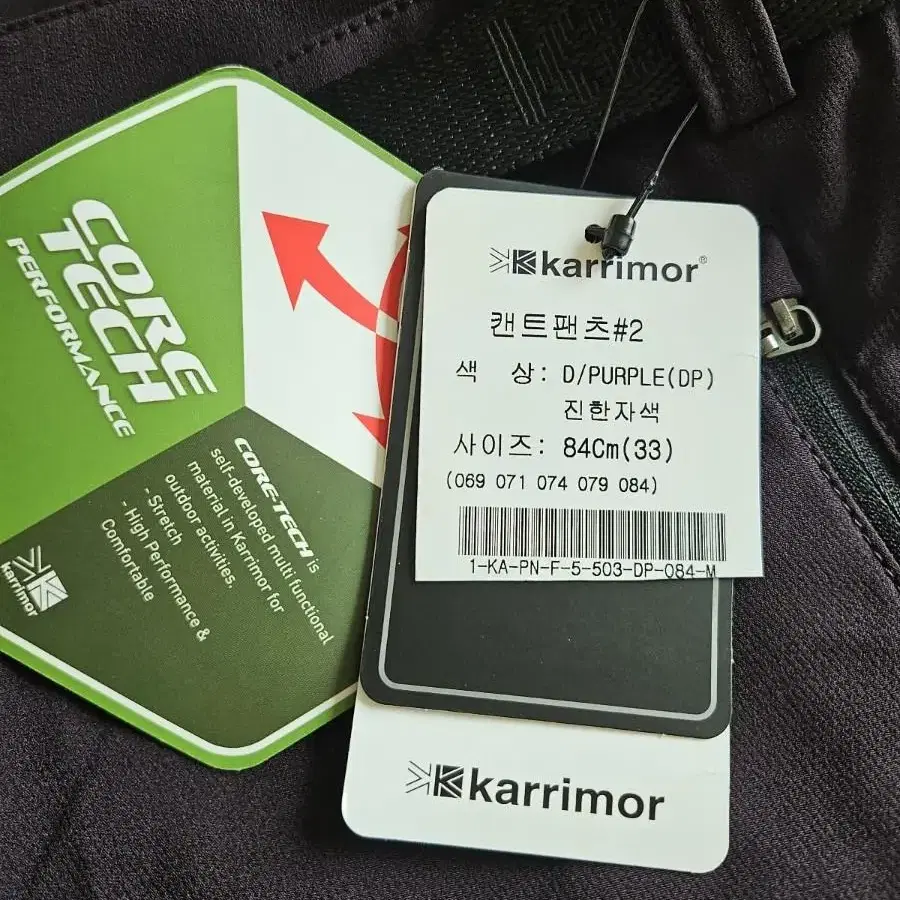 CORE
TECH
PERFORMANCE
CORE-TECH is
self-developed multi functional
material in Karrimor for
outdoor activities.
- Stretch
- High Performance &
Comfortable
karrimor
karrimor®
캔트팬츠#2
색 상: D/PURPLE(DP)
진한자색
사이즈: 84Cm(33)
(069 071 074 079 084)
1-KA-PN-F-5-503-DP-084-M
karrimor